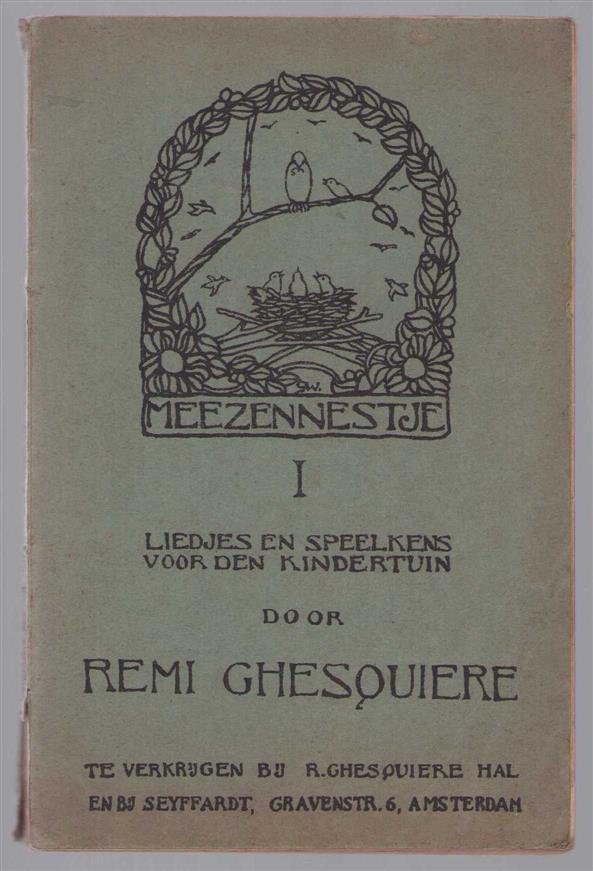 GW.
MEEZENNESTJE
I
LIEDJES EN SPEELKENS
VOOR DEN KINDERTUIN
DOOR
REMI GHESQUIERE
TE VERKRIJGEN BIJ R. GHESQUIERE HAL
EN BIJ SEYFFARDT, GRAVENSTR. 6, AMSTERDAM